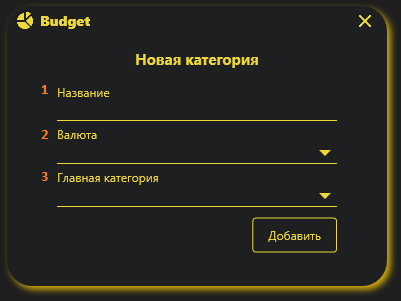 Budget
Новая категория
1 Название
2 Валюта
3 Главная категория
Добавить